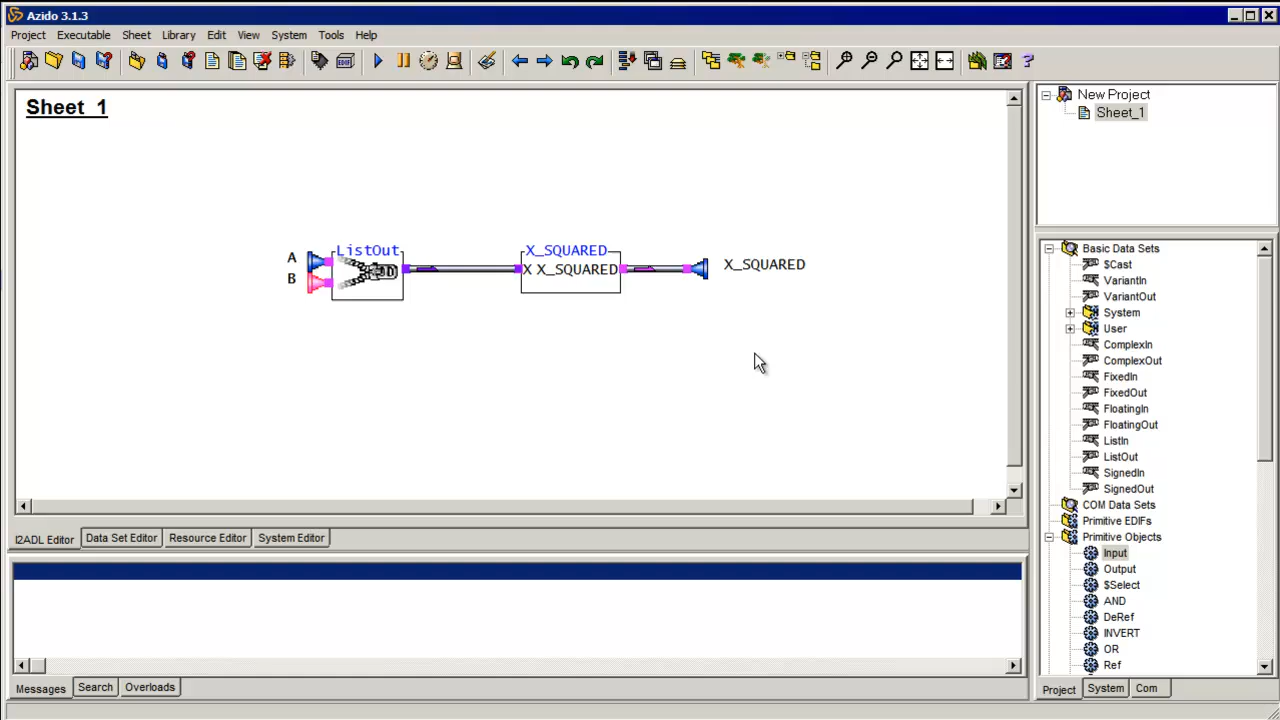 Azido 3.1.3
Project Executable Sheet Library Edit View System Tools Help
Sheet_1
A
B
ListOut
X_SQUARED
X X_SQUARED
X_SQUARED
New Project
Sheet_1
Basic Data Sets
$Cast
VariantIn
VariantOut
System
User
ComplexIn
ComplexOut
FixedIn
FixedOut
FloatingIn
FloatingOut
ListIn
ListOut
SignedIn
SignedOut
COM Data Sets
Primitive EDIFs
Primitive Objects
Input
Output
$Select
AND
DeRef
INVERT
OR
Ref
I2ADL Editor Data Set Editor Resource Editor System Editor
Messages Search Overloads
Project System Com